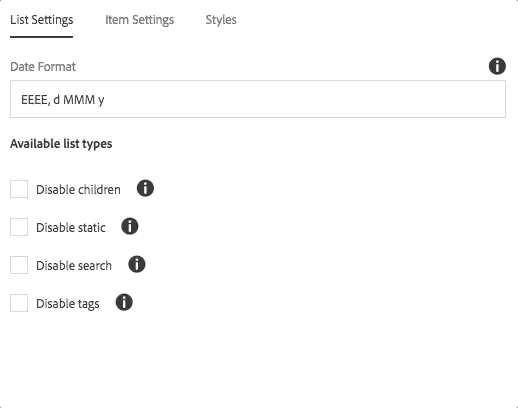 List Settings Item Settings Styles
Date Format
EEEE, d MMM y
Available list types
Disable children
Disable static
Disable search
Disable tags